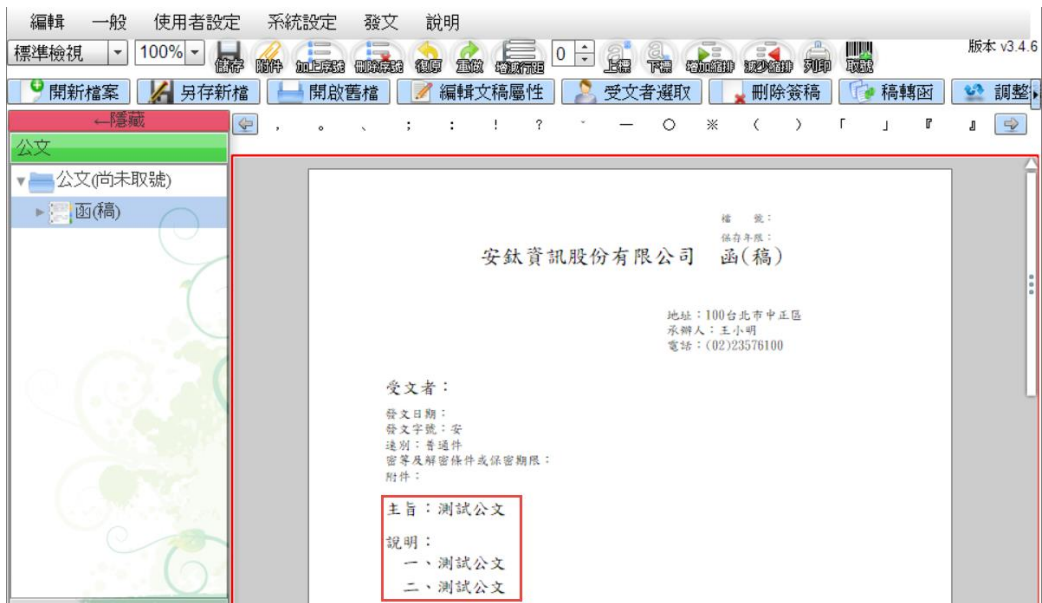 編輯 一般 使用者設定 系統設定 發文 說明
標準檢視 100% 儲存 附件 加上序號 刪除序號 復原 重做 增減行距 0 上標 下標 增加縮排 減少縮排 列印 取號 版本 v3.4.6
開新檔案 另存新檔 開啟舊檔 編輯文稿屬性 受文者選取 刪除簽稿 稿轉函 調整
←隱藏 , 。 、 ; : ! ? ˇ — ○ ※ ( ) 「 」 『 』
公文
公文(尚未取號)
函(稿)
檔 號:
保存年限:
安鈦資訊股份有限公司 函(稿)
地址:100台北市中正區
承辦人:王小明
電話:(02)23576100
受文者:
發文日期:
發文字號:安
速別:普通件
密等及解密條件或保密期限:
附件:
主旨:測試公文
說明:
一、測試公文
二、測試公文